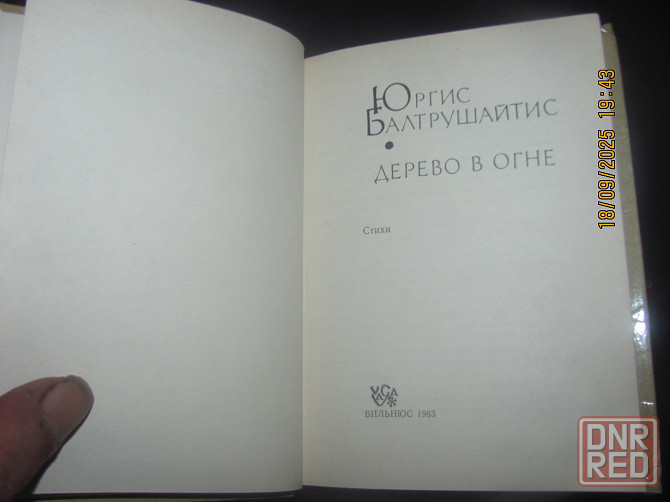 Юргис
Балтрушайтис
Дерево в огне
Стихи
ВИЛЬНЮС 1983
18/09/2025 19:43
DNR
RED